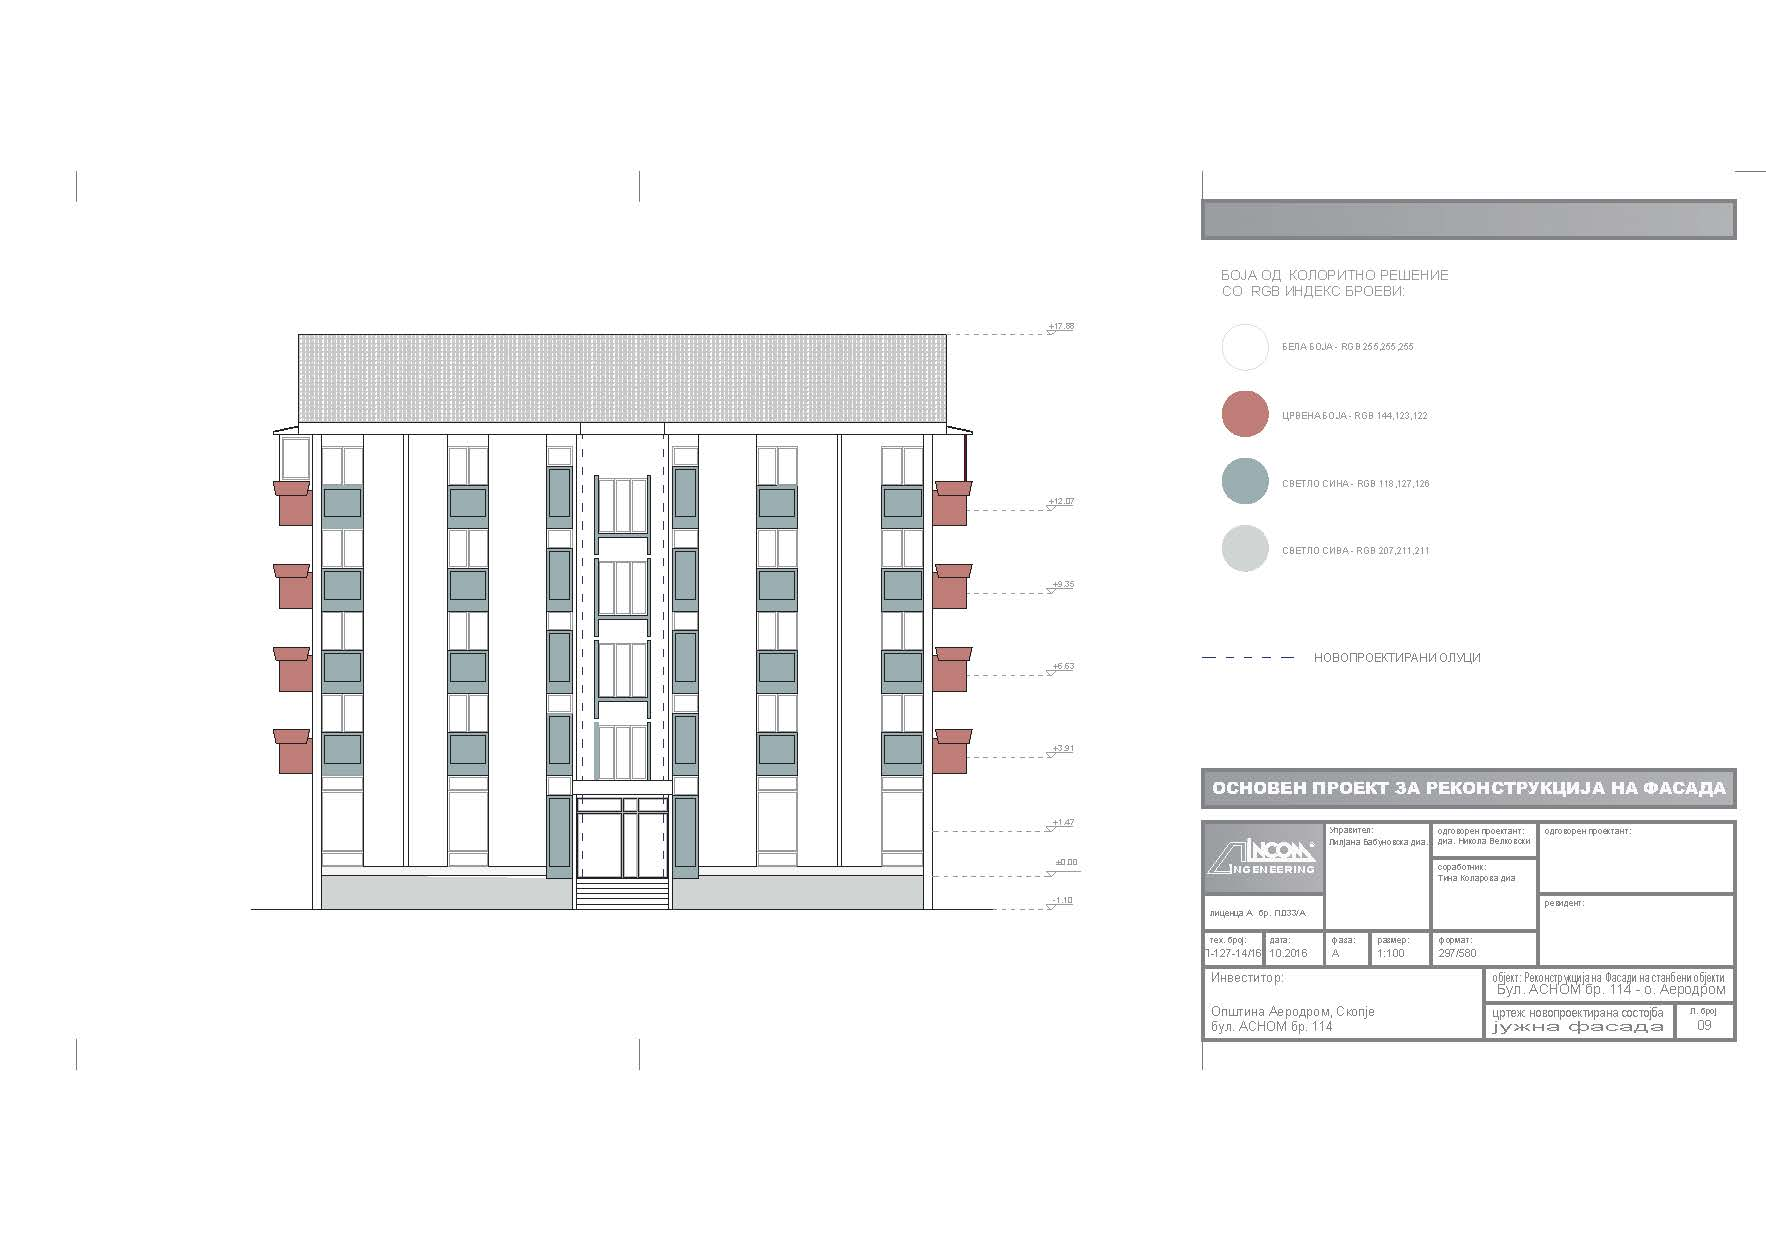 БОЈА ОД КОЛОРИТНО РЕШЕНИЕ
СО RGB ИНДЕКС БРОЕВИ:
БЕЛА БОЈА - RGB 255,255,255
ЦРВЕНА БОЈА - RGB 144,123,122
СВЕТЛО СИНА - RGB 118,127,126
СВЕТЛО СИВА - RGB 207,211,211
НОВОПРОЕКТИРАНИ ОЛУЦИ
+17.88
+12.07
+9.35
+6.63
+3.91
+1.47
±0.00
-1.10
ОСНОВЕН ПРОЕКТ ЗА РЕКОНСТРУКЦИЈА НА ФАСАДА
AINCOM
ENGENEERING
Управител:
Лилјана Бабуновска диа.
одговорен проектант:
диа. Никола Велковски
соработник:
Тина Коларова диа
одговорен проектант:
ревидент:
лиценца А бр. П.033/А
тех. број:
П-127-14/16
дата:
10.2016
фаза:
А
размер:
1:100
формат:
297/580
Инвеститор:
Општина Аеродром, Скопје
бул. АСНОМ бр. 114
објект: Реконструкција на Фасади на станбени објекти
Бул. АСНОМ бр. 114 - о. Аеродром
цртеж: новопроектирана состојба
јужна фасада
Л. број
09